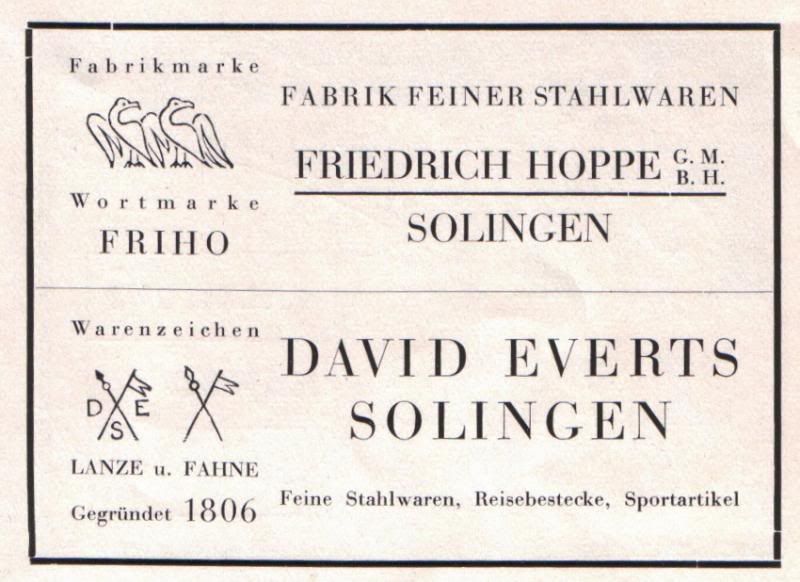 Fabrikmarke
Wortmarke
FRIHO
FABRIK FEINER STAHLWAREN
FRIEDRICH HOPPE G. M. B. H.
SOLINGEN
Warenzeichen
D E
S
LANZE u. FAHNE
Gegründet 1806
DAVID EVERTS
SOLINGEN
Feine Stahlwaren, Reisebestecke, Sportartikel